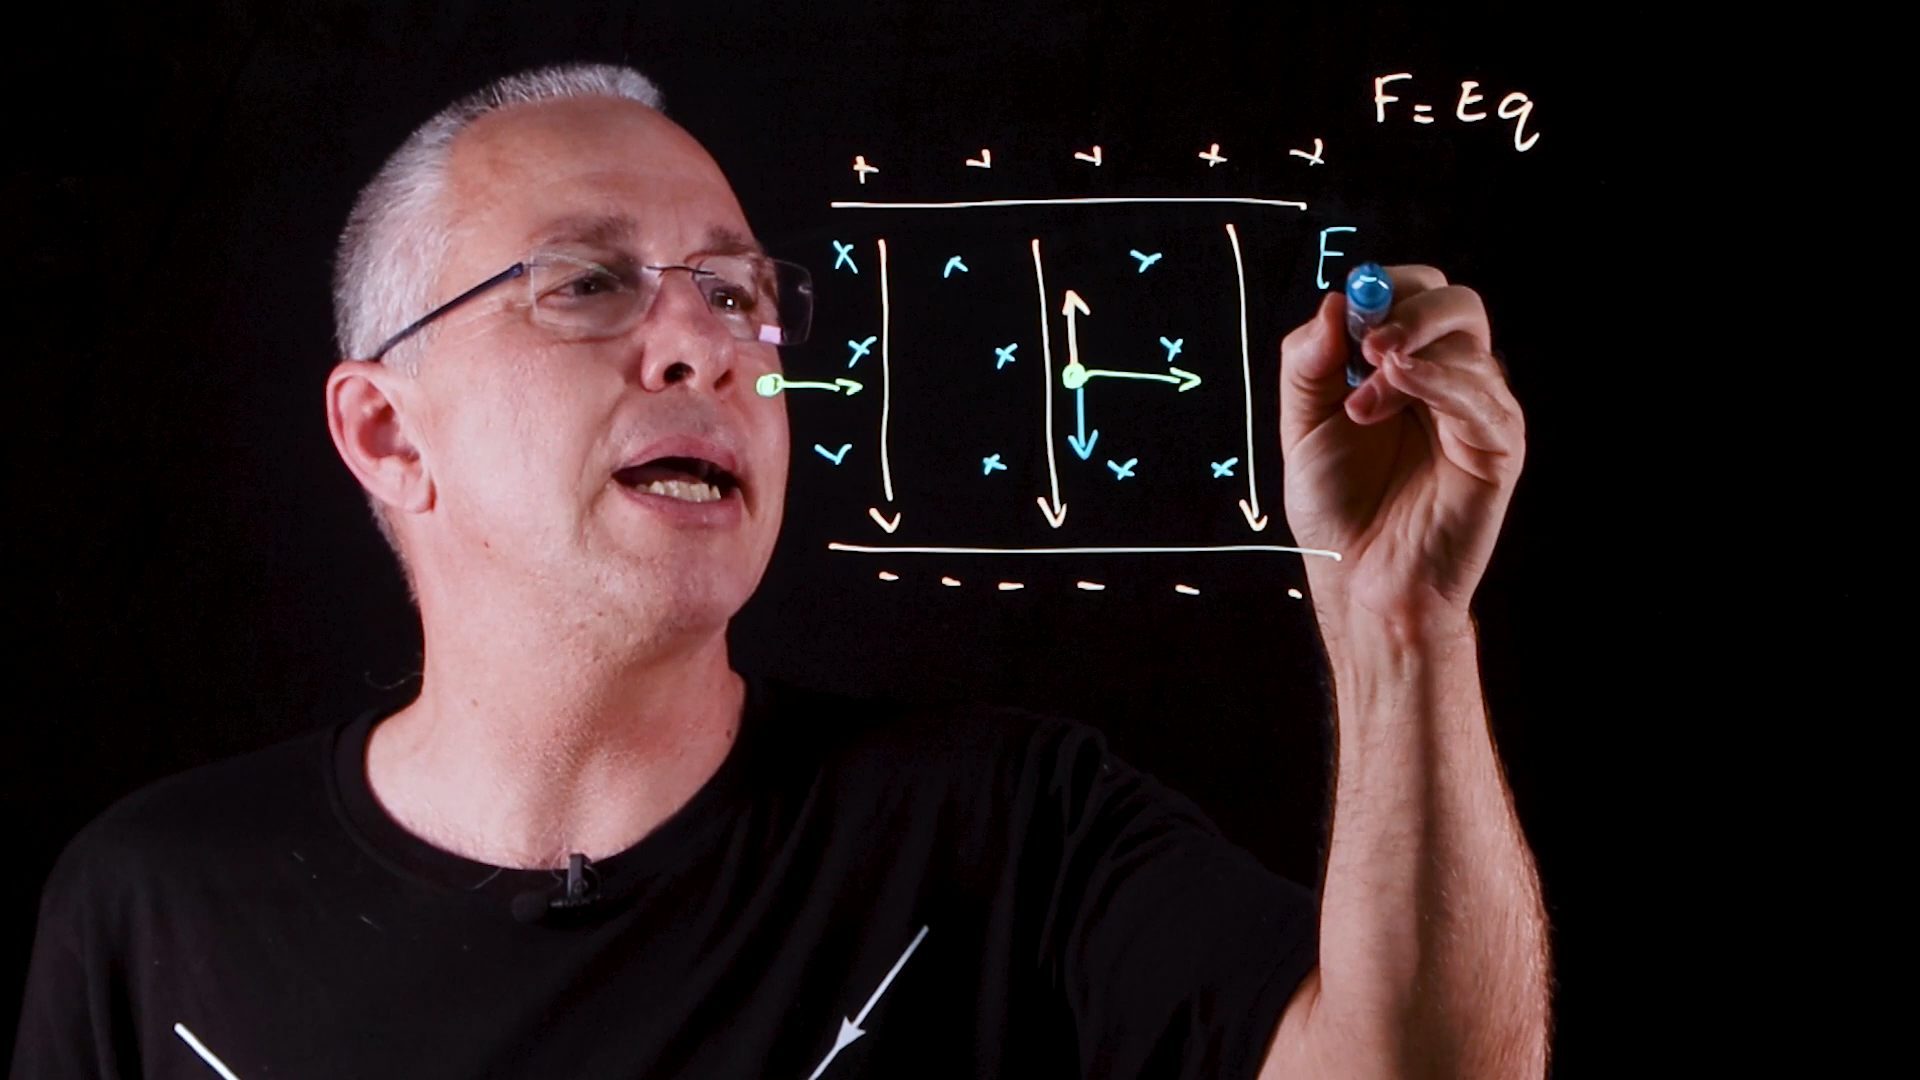 F = Eq
+ + + + +
F
x x x
x x x
x x x x
- - - - - -